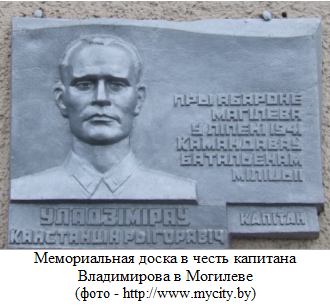 ПРЫ АБАРОНЕ
МАГІЛЁВА
Ў ЛІПЕНІ 1941
КАМАНДАВАЎ
БАТАЛЬЁНАМ
МІЛІЦЫІ
УЛАДЗІМІРАЎ
КАНСТАНЦІН РЫГОРАВІЧ
КАПІТАН
Мемориальная доска в честь капитана
Владимирова в Могилеве
(фото - http://www.mycity.by)